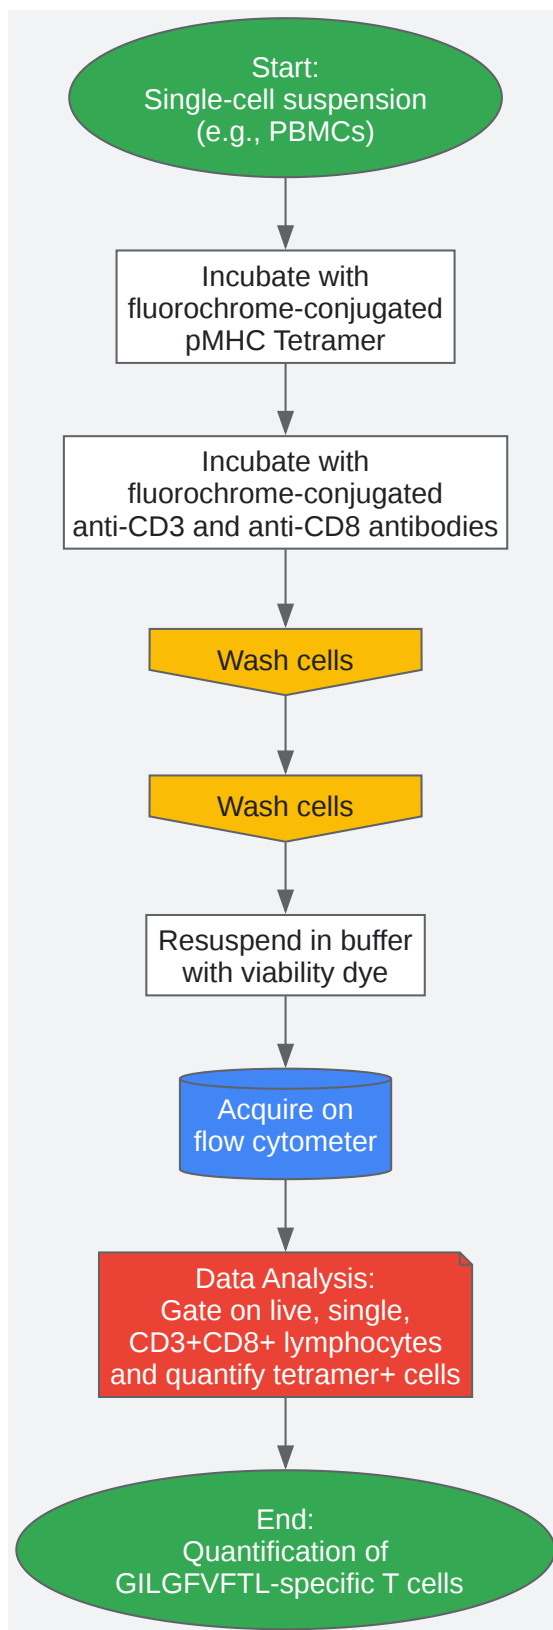 Start:
Single-cell suspension
(e.g., PBMCs)
Incubate with
fluorochrome-conjugated
pMHC Tetramer
Incubate with
fluorochrome-conjugated
anti-CD3 and anti-CD8 antibodies
Wash cells
Wash cells
Resuspend in buffer
with viability dye
Acquire on
flow cytometer
Data Analysis:
Gate on live, single,
CD3+CD8+ lymphocytes
and quantify tetramer+ cells
End:
Quantification of
GILGFVFTL-specific T cells